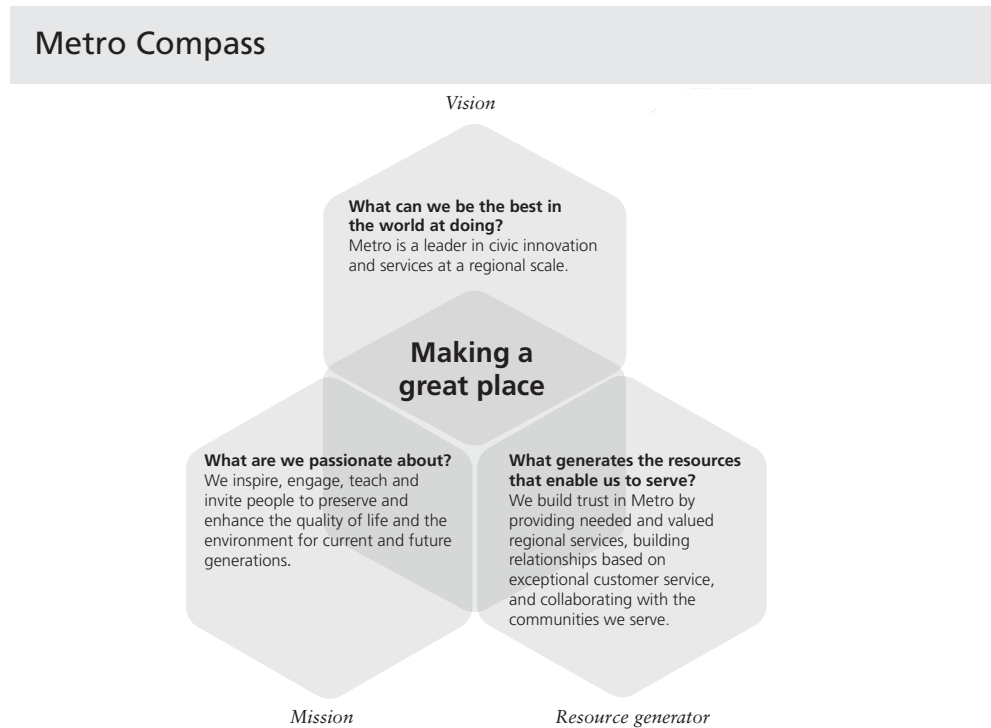 Metro Compass
Vision
What can we be the best in
the world at doing?
Metro is a leader in civic innovation
and services at a regional scale.
Making a
great place
What are we passionate about?
We inspire, engage, teach and
invite people to preserve and
enhance the quality of life and the
environment for current and future
generations.
What generates the resources
that enable us to serve?
We build trust in Metro by
providing needed and valued
regional services, building
relationships based on
exceptional customer service,
and collaborating with the
communities we serve.
Mission
Resource generator